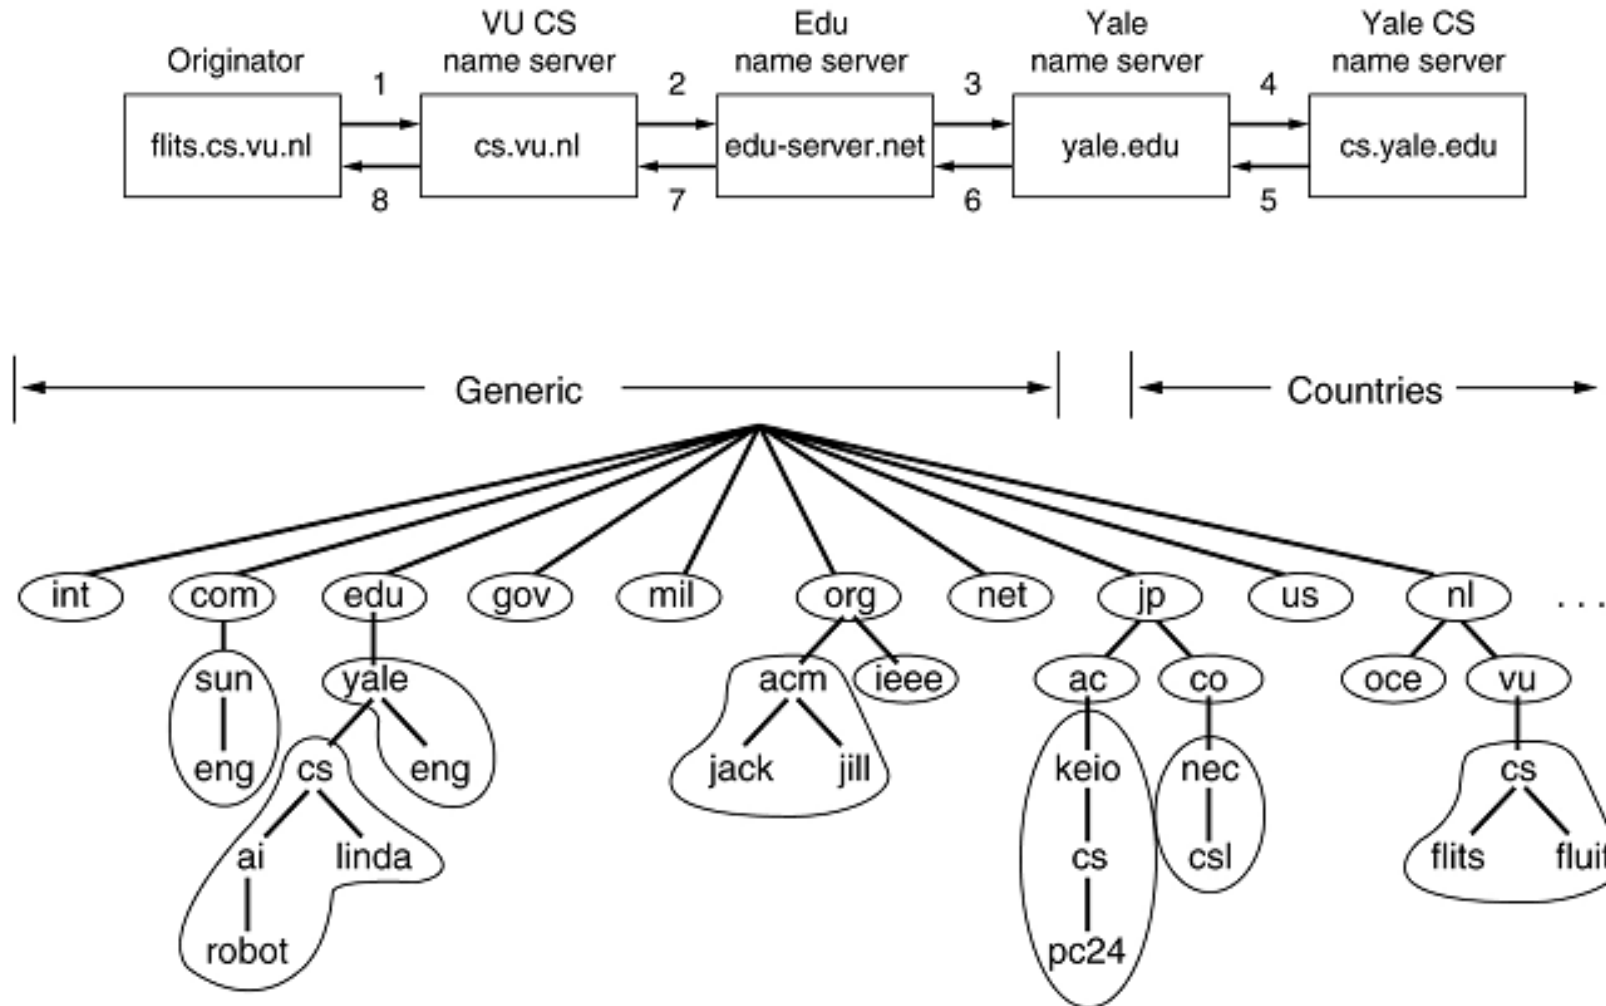 VU CS Edu Yale Yale CS
Originator name server name server name server name server
1 2 3 4
flits.cs.vu.nl cs.vu.nl edu-server.net yale.edu cs.yale.edu
8 7 6 5
Generic Countries
int com edu gov mil org net jp us nl ...
sun yale acm ieee ac co oce vu
eng cs eng jack jill keio nec cs
ai linda cs csl flits fluit
robot pc24